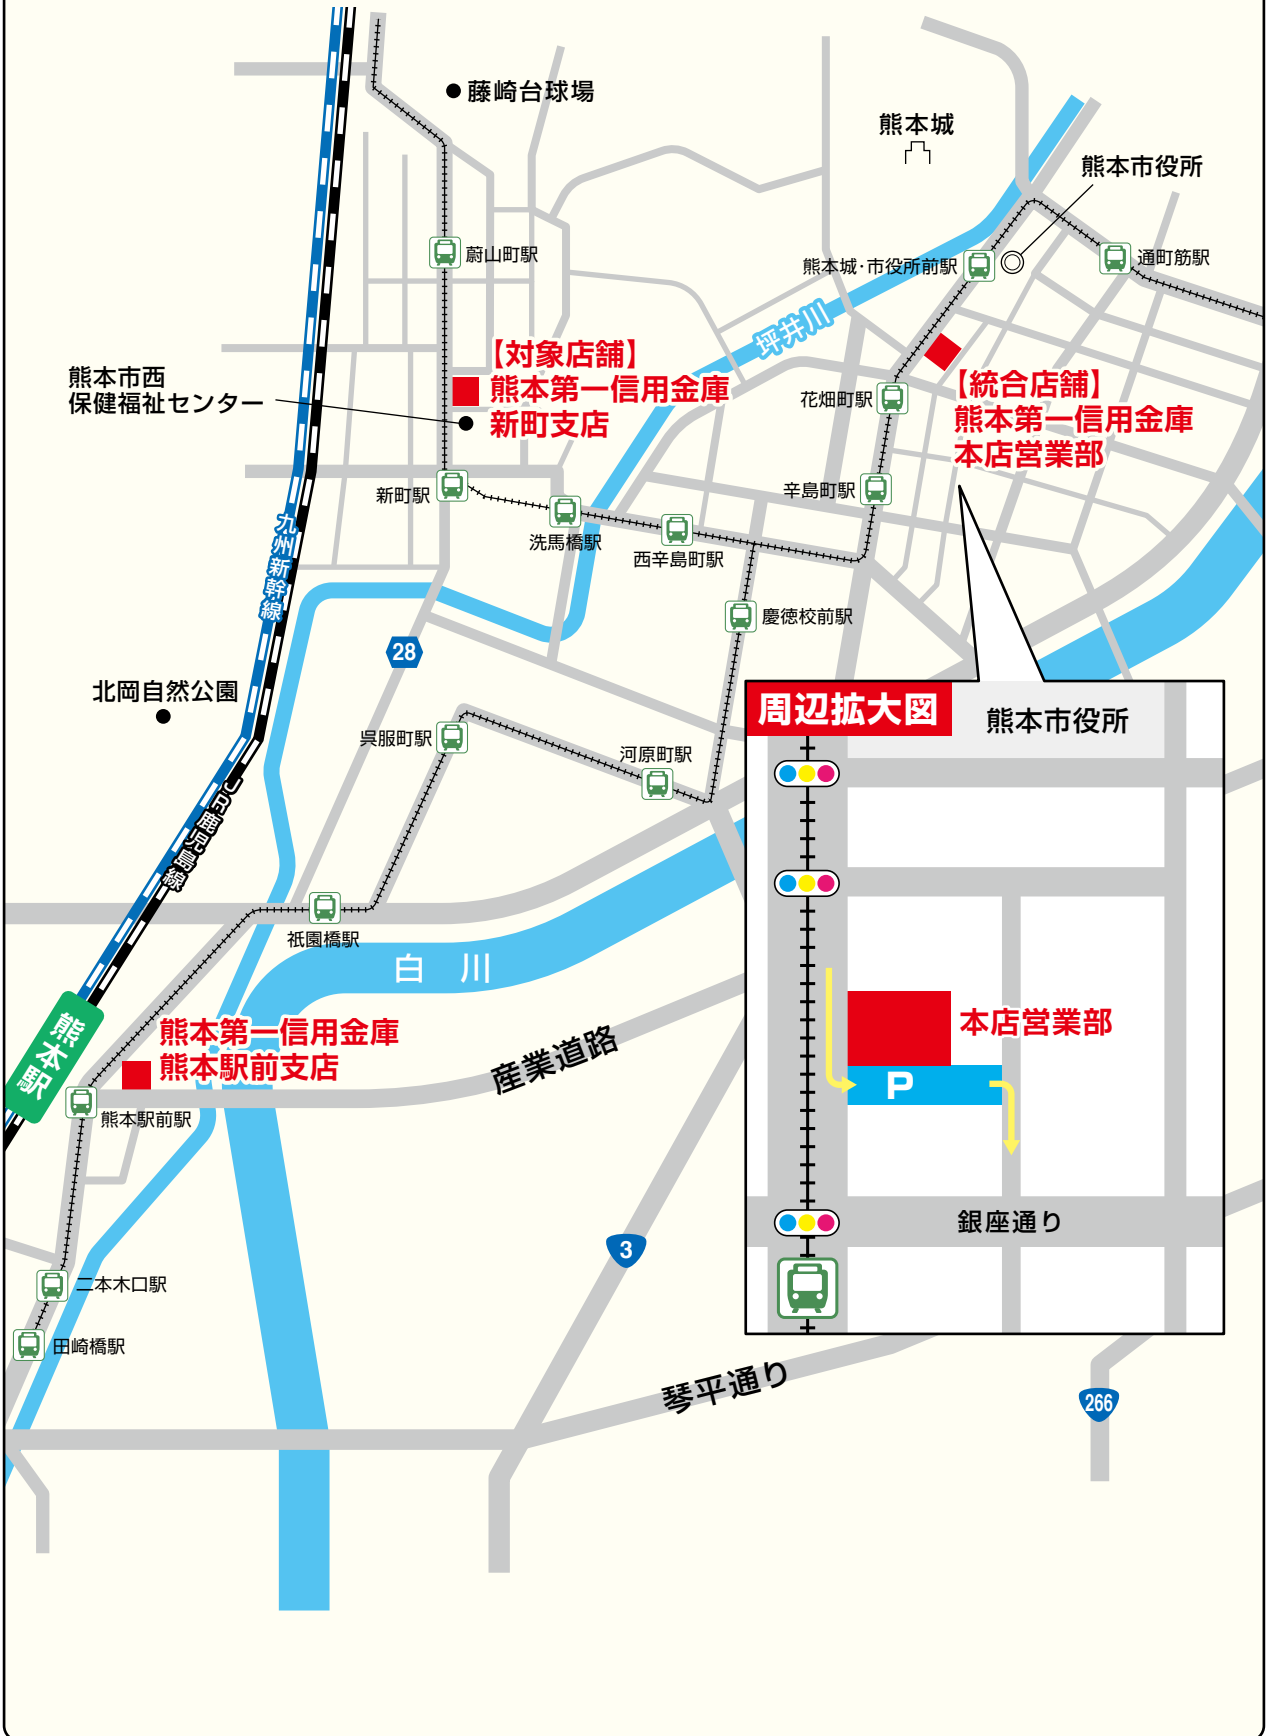 藤崎台球場
熊本城
熊本市役所
蔚山町駅
熊本城・市役所前駅
通町筋駅
坪井川
【対象店舗】
熊本第一信用金庫
新町支店
熊本市西
保健福祉センター
花畑町駅
【統合店舗】
熊本第一信用金庫
本店営業部
新町駅
辛島町駅
洗馬橋駅
西辛島町駅
九州新幹線
慶徳校前駅
28
北岡自然公園
呉服町駅
河原町駅
周辺拡大図
熊本市役所
JR鹿児島線
祇園橋駅
白 川
熊本駅
熊本第一信用金庫
熊本駅前支店
産業道路
本店営業部
P
熊本駅前駅
銀座通り
3
二本木口駅
田崎橋駅
琴平通り
266